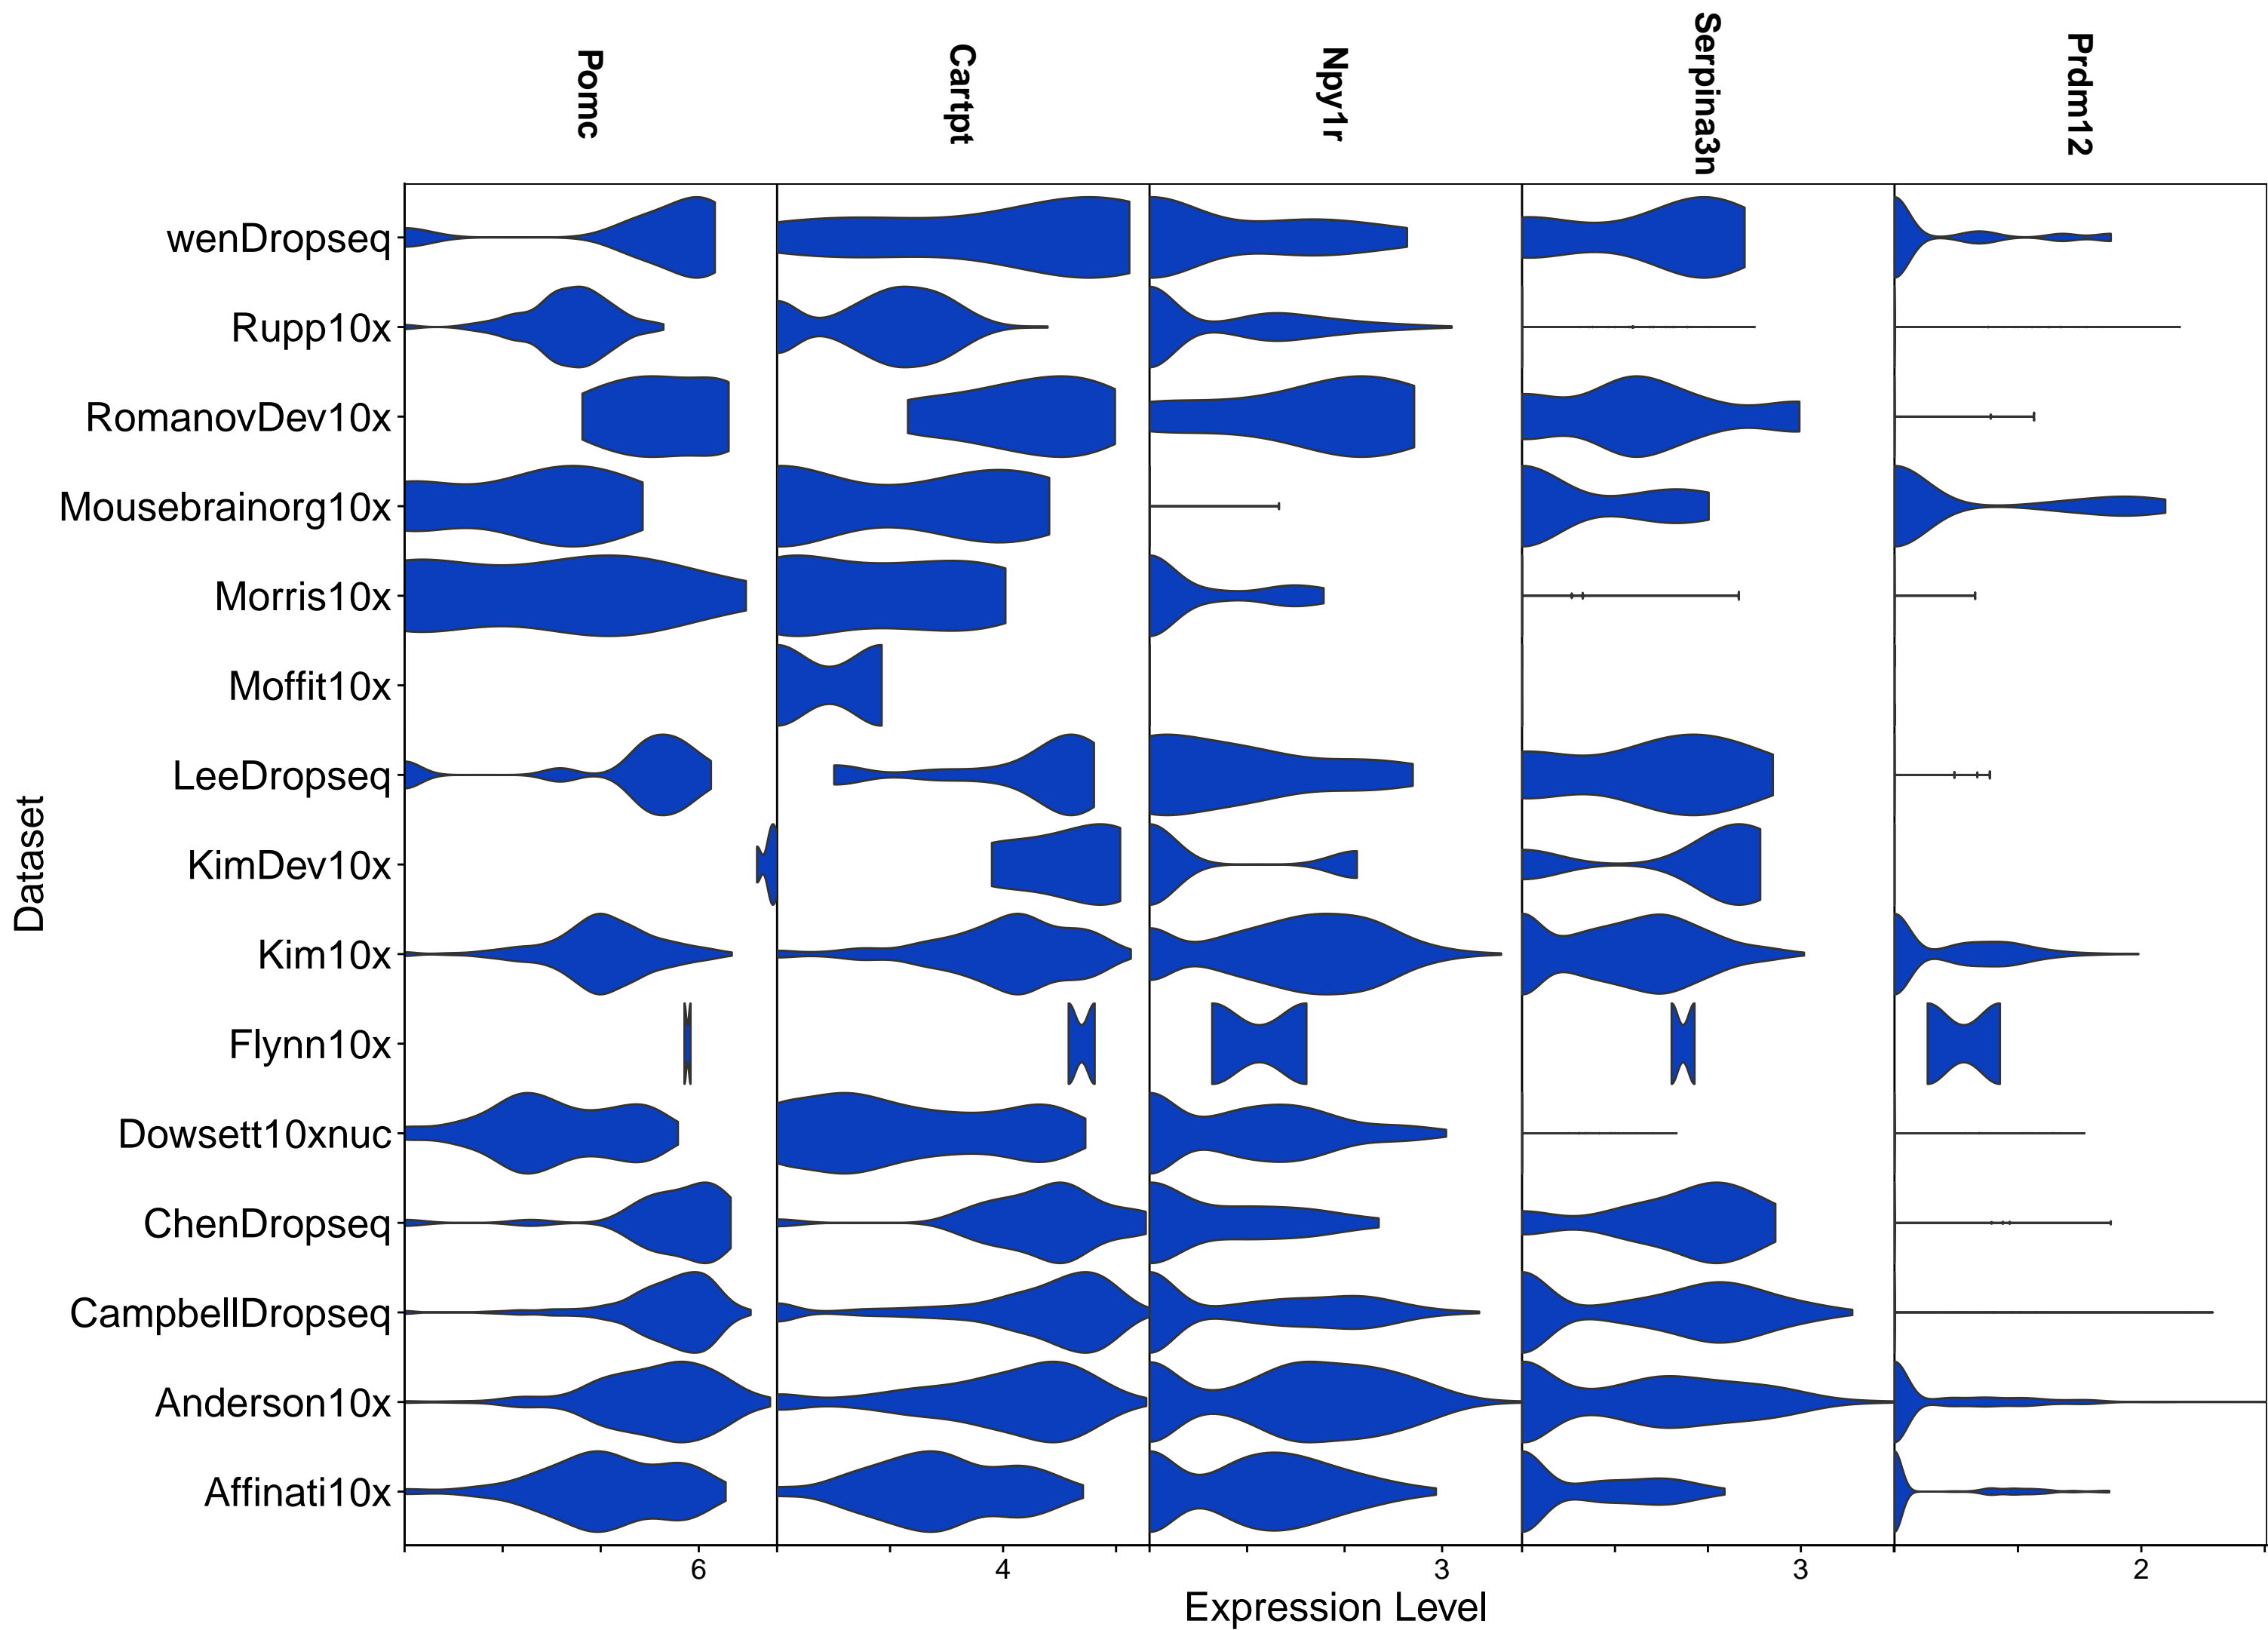 Pomc
Cartpt
Npy1r
Serpina3n
Prdm12
wenDropseq
Rupp10x
RomanovDev10x
Mousebrainorg10x
Morris10x
Moffit10x
LeeDropseq
KimDev10x
Kim10x
Flynn10x
Dowsett10xnuc
ChenDropseq
CampbellDropseq
Anderson10x
Affinati10x
Dataset
6 4 3 3 2
Expression Level